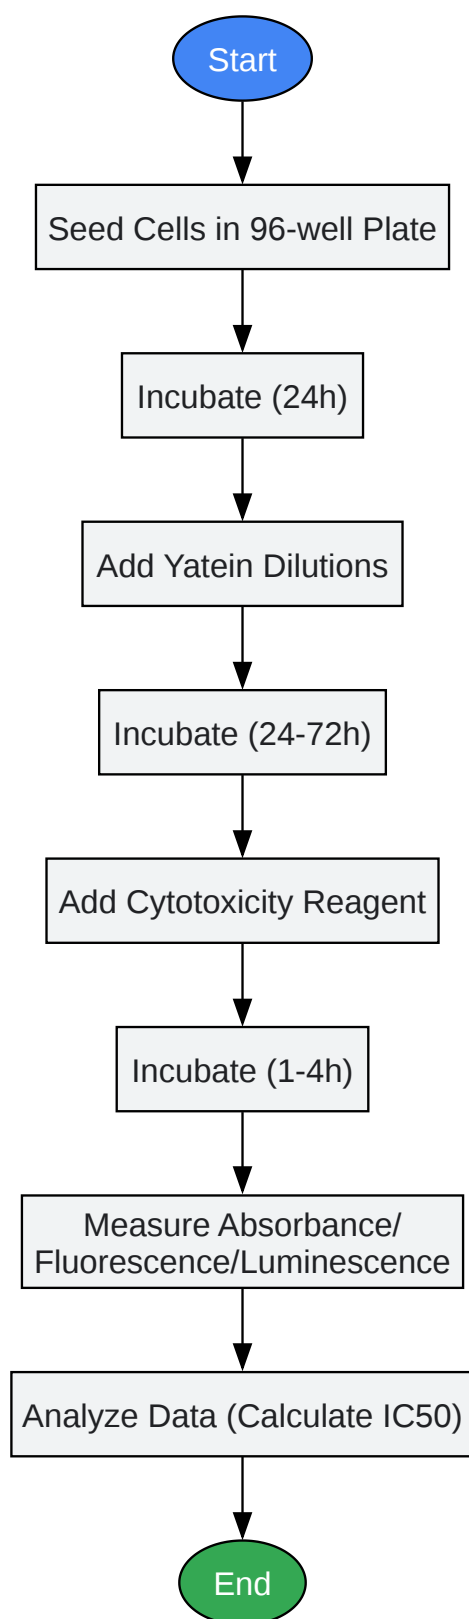 Start
Seed Cells in 96-well Plate
Incubate (24h)
Add Yatein Dilutions
Incubate (24-72h)
Add Cytotoxicity Reagent
Incubate (1-4h)
Measure Absorbance/
Fluorescence/Luminescence
Analyze Data (Calculate IC50)
End